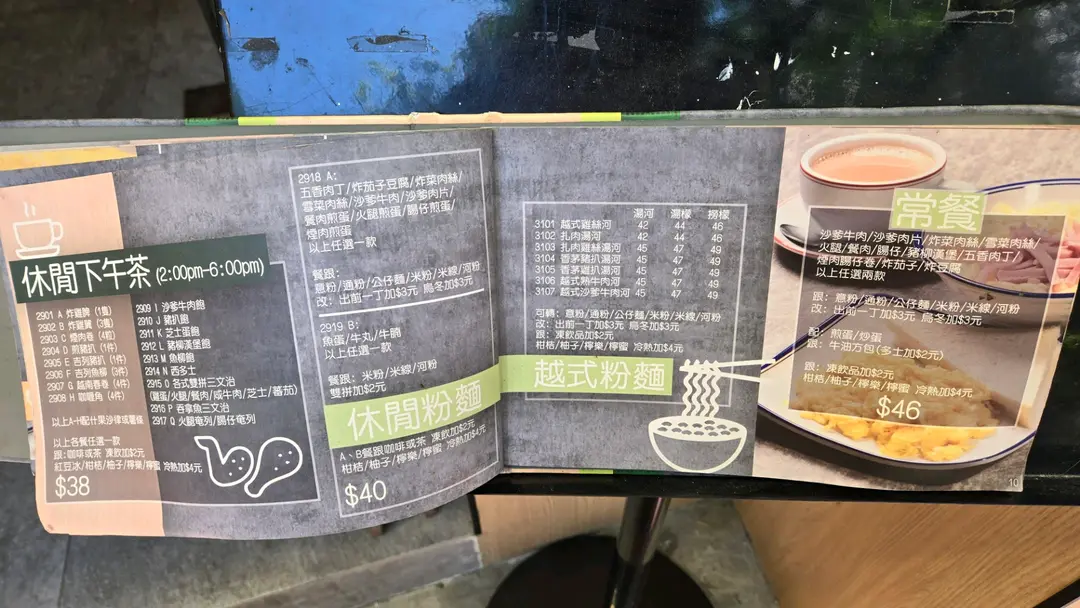 休閒下午茶 (2:00pm-6:00pm)
2901 A 炸雞脾 (1隻)
2902 B 炸雞翼 (3隻)
2903 C 煙肉卷 (4粒)
2904 D 煎豬扒 (1件)
2905 E 吉列豬扒 (1件)
2906 F 吉列魚柳 (3件)
2907 G 越南春卷 (4件)
2908 H 咖喱角 (4件)
以上A-H配什果沙律或薯條
以上各餐任選一款
跟:咖啡或茶 凍飲加$2元
紅豆冰/柑桔/柚子/檸樂/檸蜜 冷熱加$4元
$38
2909 I 沙爹牛肉飽
2910 J 豬扒飽
2911 K 芝士蛋飽
2912 L 豬柳漢堡飽
2913 M 魚柳飽
2914 N 西多士
2915 O 各式雙拼三文治
(雞蛋/火腿/餐肉/咸牛肉/芝士/蕃茄)
2916 P 吞拿魚三文治
2917 Q 火腿奄列/腸仔奄列
2918 A:
五香肉丁/炸茄子豆腐/炸菜肉絲/
雪菜肉絲/沙爹牛肉/沙爹肉片/
餐肉煎蛋/火腿煎蛋/腸仔煎蛋/
煙肉煎蛋
以上任選一款
餐跟:
意粉/通粉/公仔麵/米粉/米線/河粉
改: 出前一丁加$3元 烏冬加$3元
2919 B:
魚蛋/牛丸/牛腩
以上任選一款
餐跟: 米粉/米線/河粉
雙拼加$2元
休閒粉麵
A、B餐跟咖啡或茶 凍飲加$2元
柑桔/柚子/檸樂/檸蜜 冷熱加$4元
$40
湯河 湯檬 撈檬
3101 越式雞絲河 42 44 46
3102 扎肉湯河 42 44 46
3103 扎肉雞絲湯河 45 47 49
3104 香茅雞扒湯河 45 47 49
3105 香茅豬扒湯河 45 47 49
3106 越式熟牛肉河 45 47 49
3107 越式沙爹牛肉河 45 47 49
可轉: 意粉/通粉/公仔麵/米粉/米線/河粉
改: 出前一丁加$3元 烏冬加$3元
跟: 凍飲品加$2元
柑桔/柚子/檸樂/檸蜜 冷熱加$4元
越式粉麵
常餐
沙爹牛肉/沙爹肉片/炸菜肉絲/雪菜肉絲/
火腿/餐肉/腸仔/豬柳漢堡/五香肉丁/
煙肉腸仔卷/炸茄子/炸豆腐
以上任選兩款
跟: 意粉/通粉/公仔麵/米粉/米線/河粉
改: 出前一丁加$3元 烏冬加$3元
配: 煎蛋/炒蛋
跟: 牛油方包(多士加$2元)
凍飲品加$2元
柑桔/柚子/檸樂/檸蜜 冷熱加$4元
$46
10